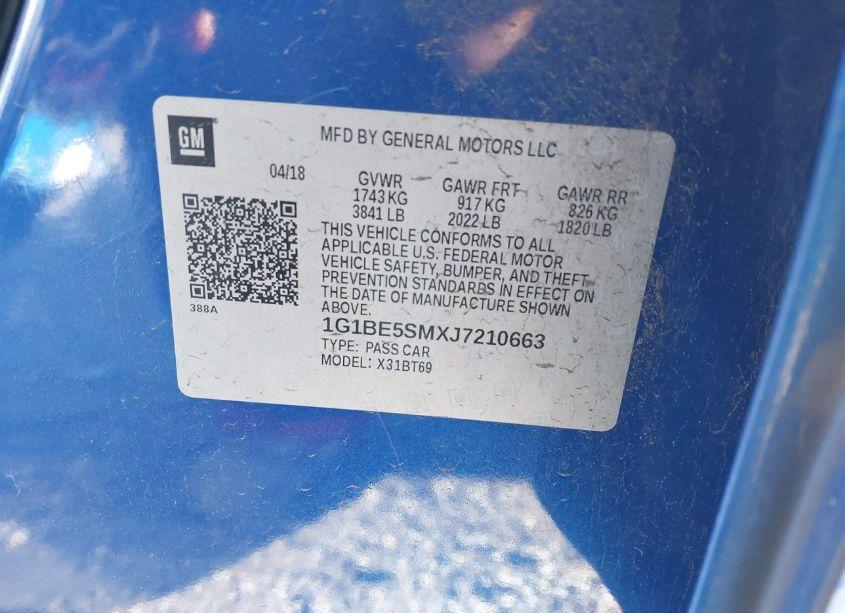 GM
MFD BY GENERAL MOTORS LLC
04/18
GVWR GAWR FRT GAWR RR
1743 KG 917 KG 826 KG
3841 LB 2022 LB 1820 LB
THIS VEHICLE CONFORMS TO ALL
APPLICABLE U.S. FEDERAL MOTOR
VEHICLE SAFETY, BUMPER, AND THEFT
PREVENTION STANDARDS IN EFFECT ON
THE DATE OF MANUFACTURE SHOWN
ABOVE.
388A
1G1BE5SMXJ7210663
TYPE: PASS CAR
MODEL: X31BT69